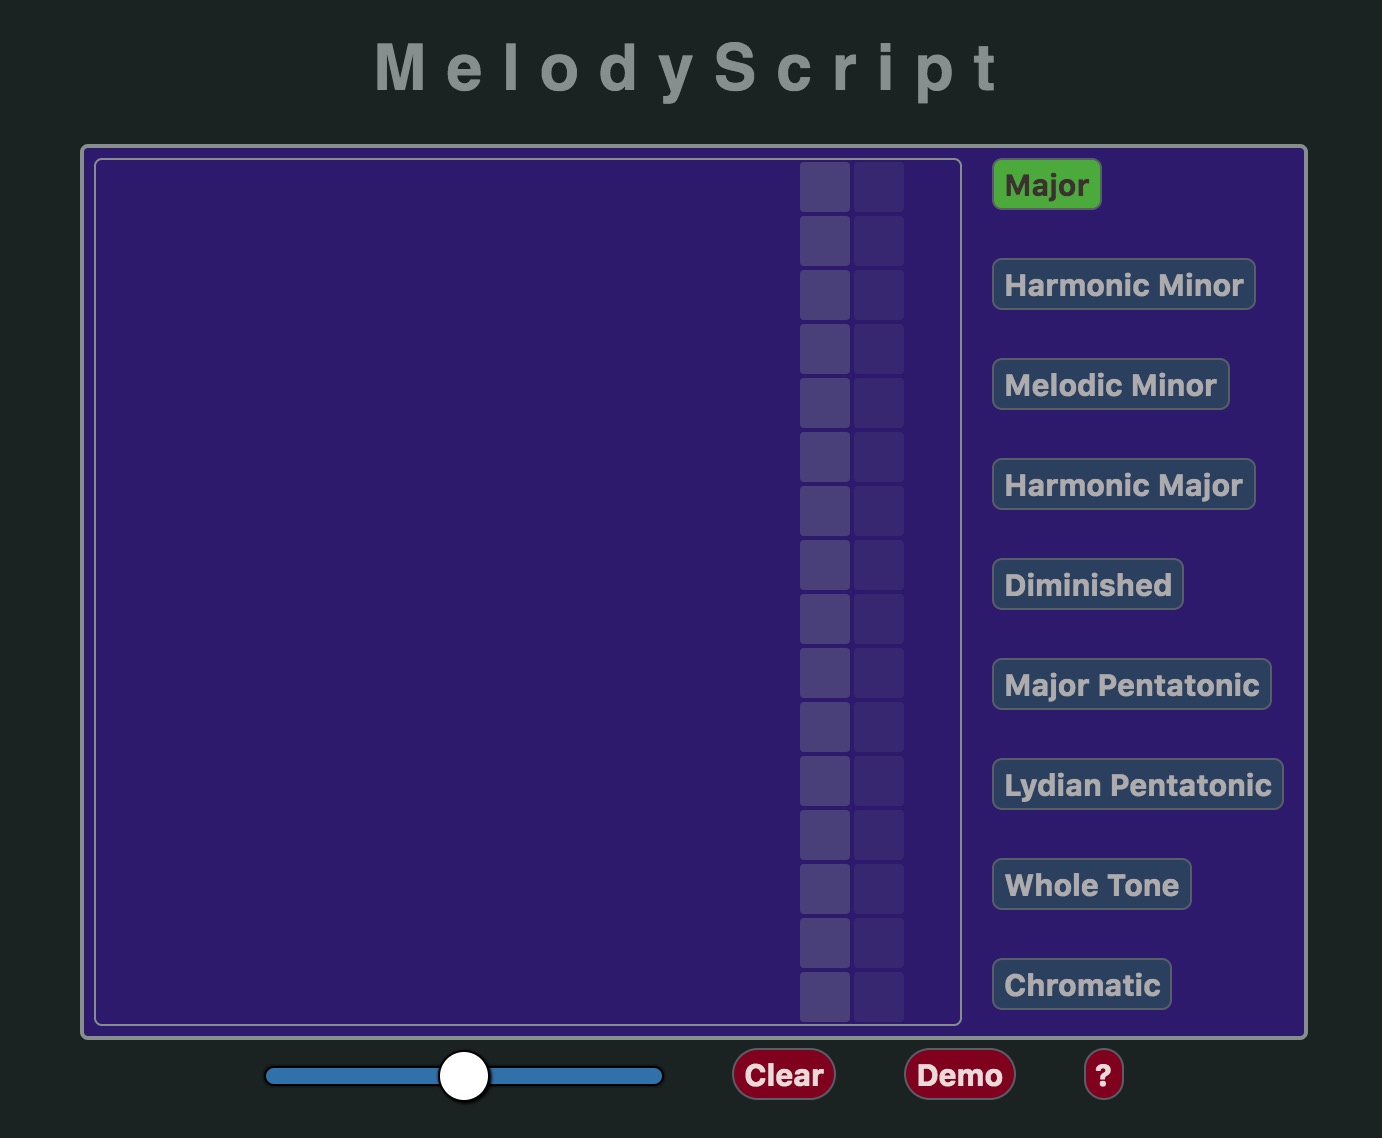 MelodyScript
Major
Harmonic Minor
Melodic Minor
Harmonic Major
Diminished
Major Pentatonic
Lydian Pentatonic
Whole Tone
Chromatic
Clear
Demo
?